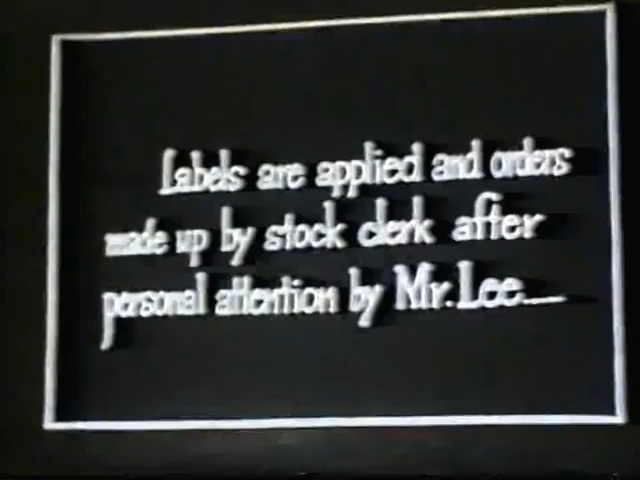 Labels are applied and orders
made up by stock clerk after
personal attention by Mr. Lee—